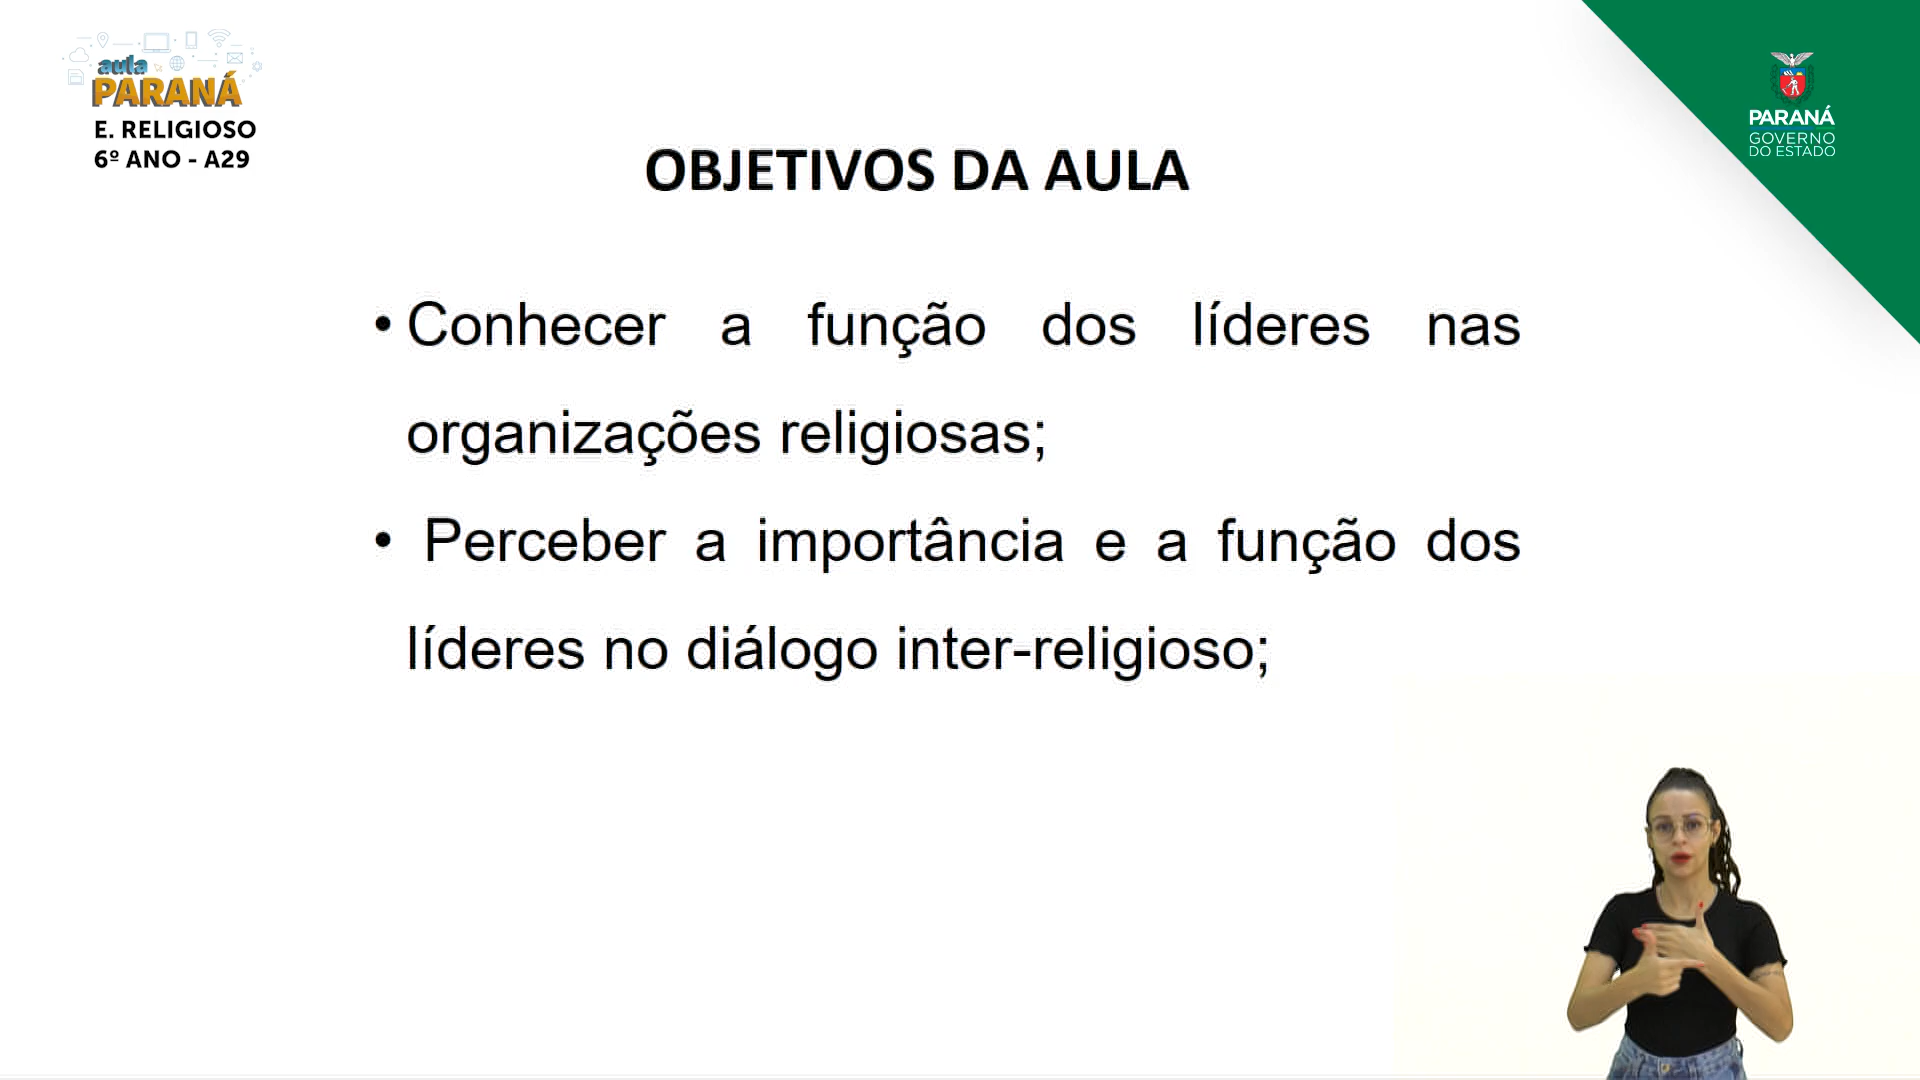 aula
PARANÁ
E. RELIGIOSO
6º ANO - A29
PARANÁ
GOVERNO
DO ESTADO
OBJETIVOS DA AULA
• Conhecer a função dos líderes nas
organizações religiosas;
• Perceber a importância e a função dos
líderes no diálogo inter-religioso;